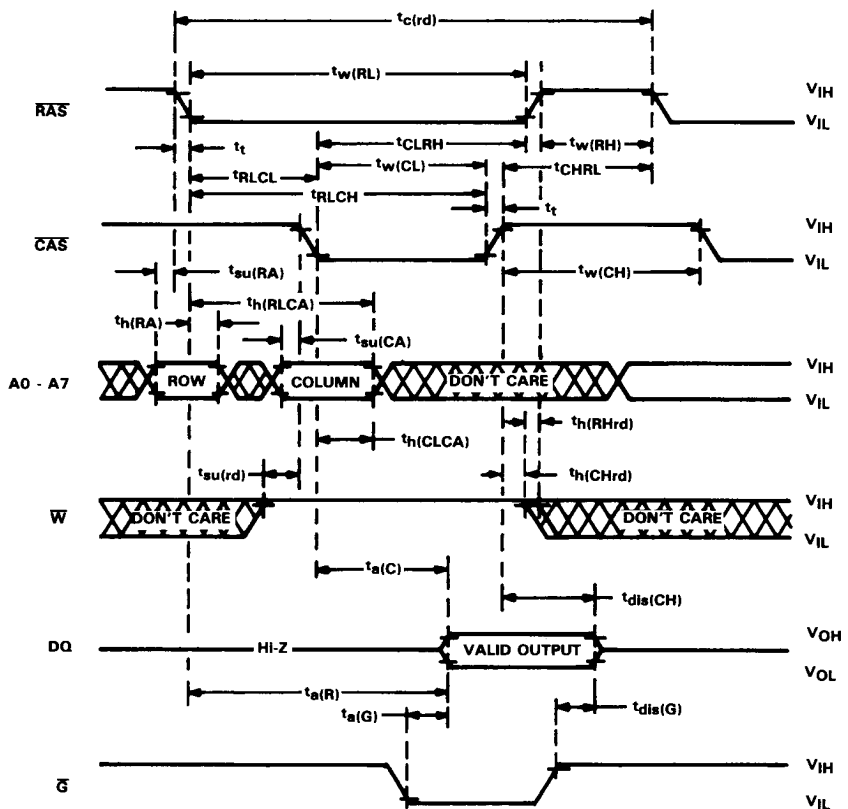 tc(rd)
tw(RL)
RAS
VIH
VIL
tt
tCLRH
tw(RH)
tw(CL)
tCHRL
tRLCL
tRLCH
tt
CAS
VIH
VIL
tsu(RA)
tw(CH)
th(RLCA)
th(RA)
tsu(CA)
A0 - A7
ROW
COLUMN
DON'T CARE
VIH
VIL
th(RHrd)
th(CLCA)
tsu(rd)
th(CHrd)
W
DON'T CARE
DON'T CARE
VIH
VIL
ta(C)
tdis(CH)
DQ
Hi-Z
VALID OUTPUT
VOH
VOL
ta(R)
ta(G)
tdis(G)
G
VIH
VIL